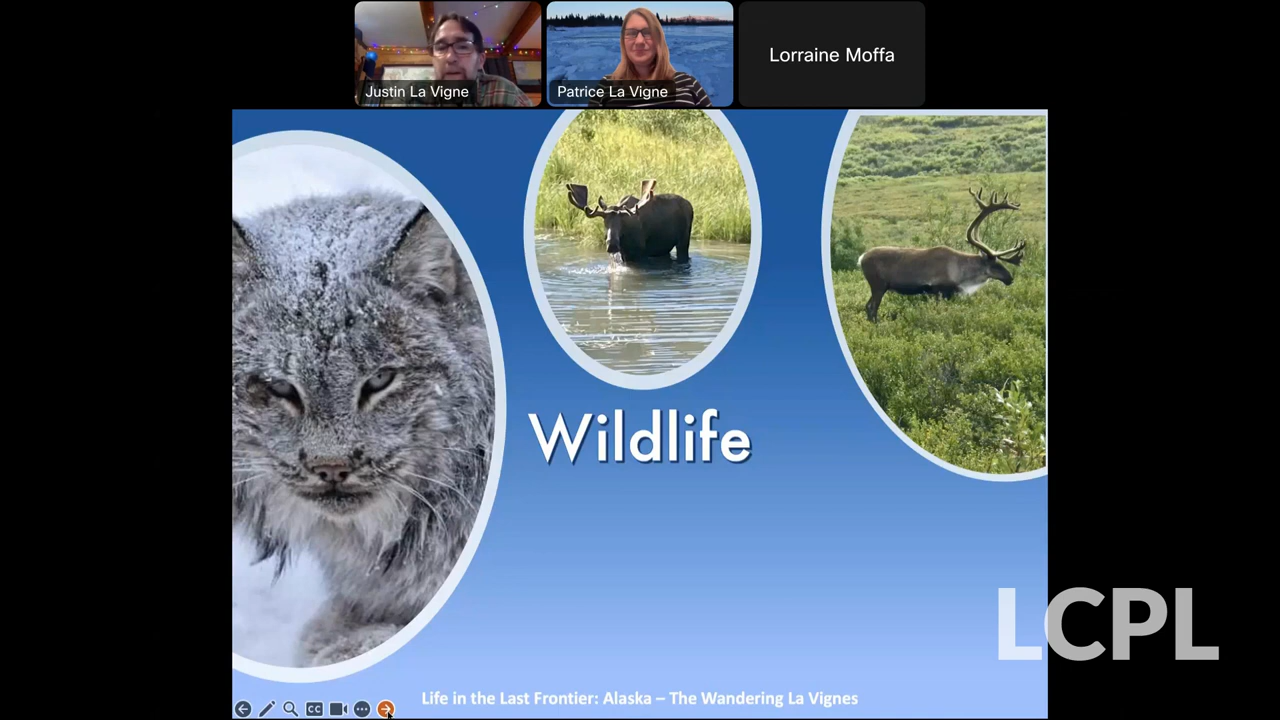 Justin La Vigne
Patrice La Vigne
Lorraine Moffa
Wildlife
LCPL
Life in the Last Frontier: Alaska – The Wandering La Vignes
CC